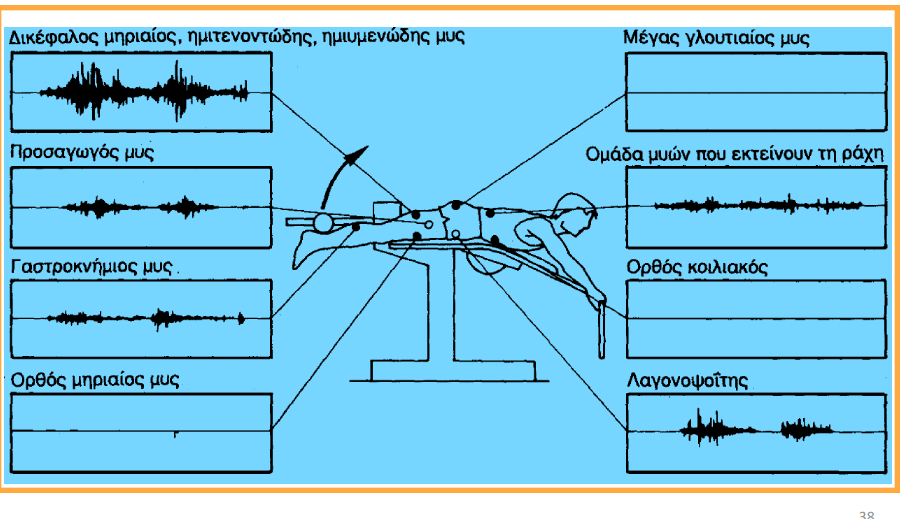 Δικέφαλος μηριαίος, ημιτενοντώδης, ημιυμενώδης μυς
Προσαγωγός μυς
Γαστροκνήμιος μυς
Ορθός μηριαίος μυς
Μέγας γλουτιαίος μυς
Ομάδα μυών που εκτείνουν τη ράχη
Ορθός κοιλιακός
Λαγονοψοΐτης
38